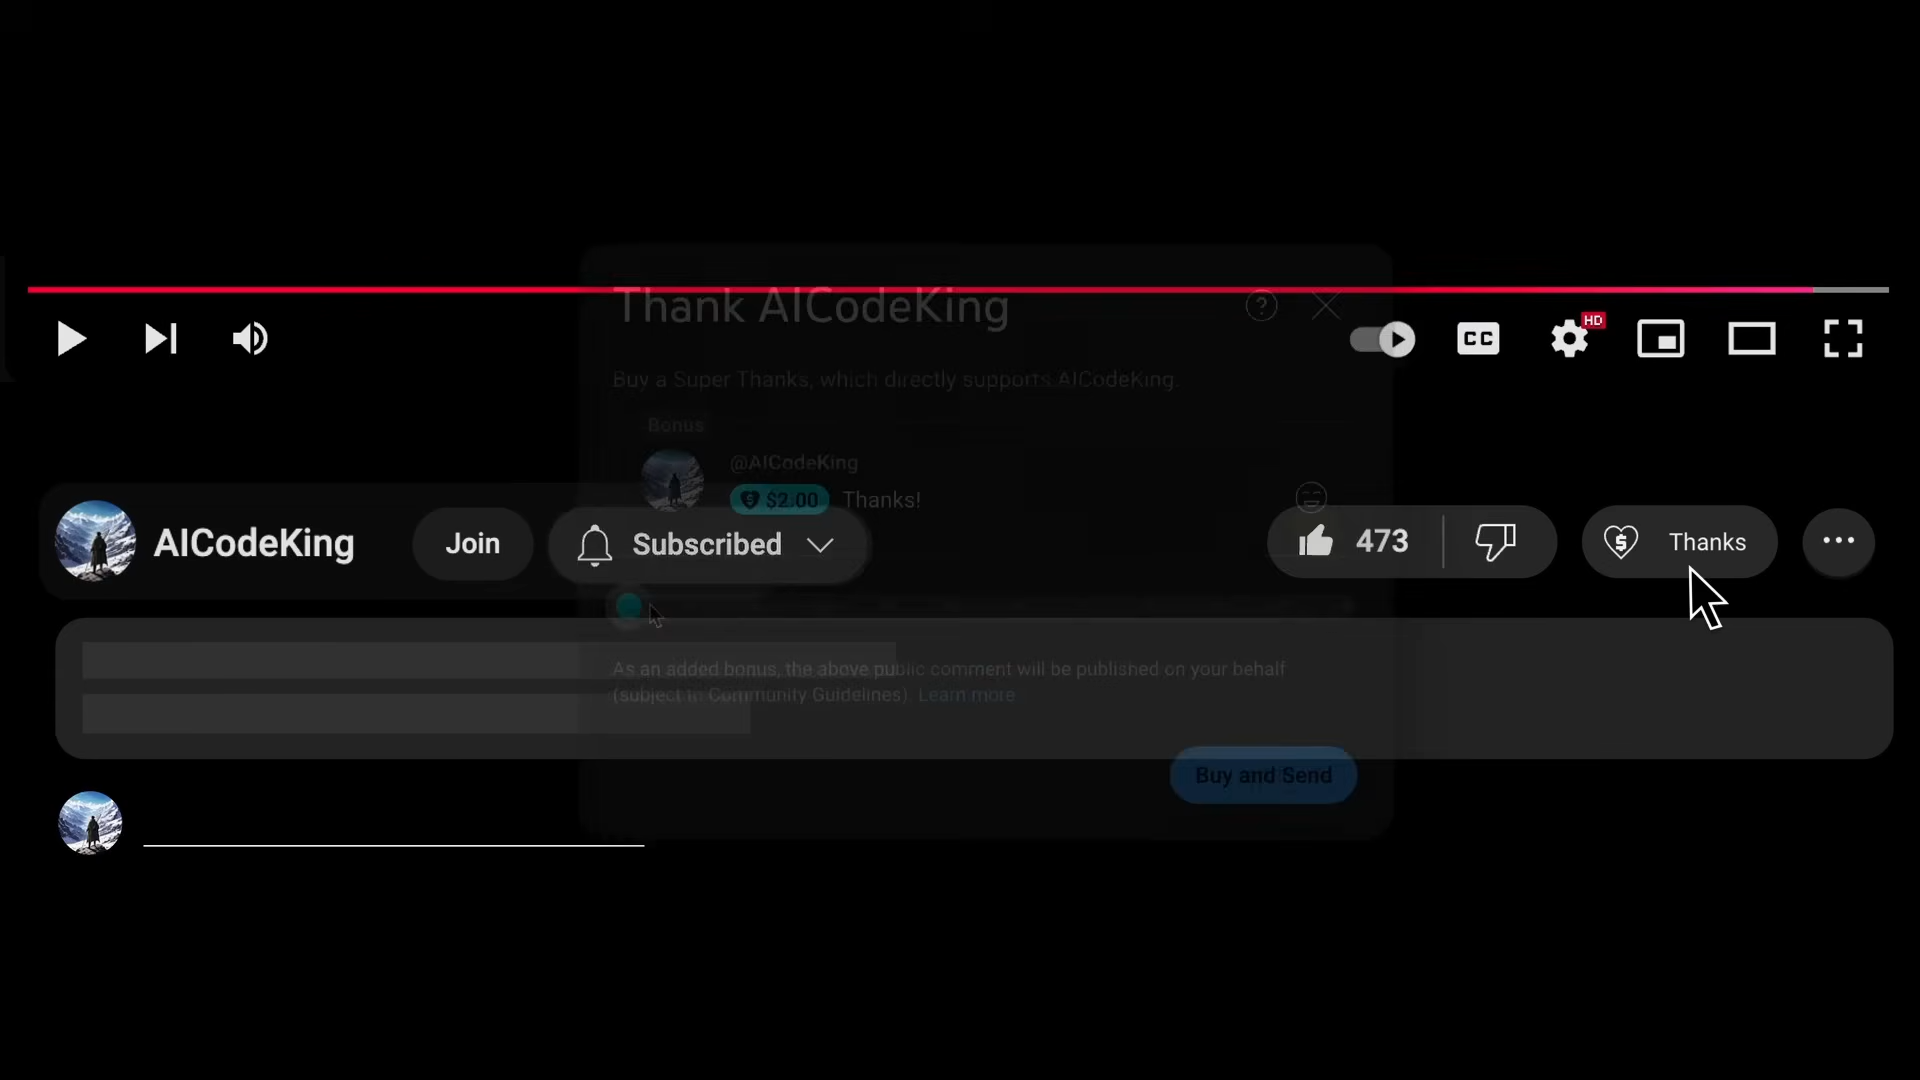 Thank AICodeKing
?
HD
CC
Buy a Super Thanks, which directly supports AICodeKing.
Bonus
@AICodeKing
$2.00 Thanks!
AICodeKing Join Subscribed 473 Thanks
As an added bonus, the above public comment will be published on your behalf
(subject to Community Guidelines). Learn more
Buy and Send